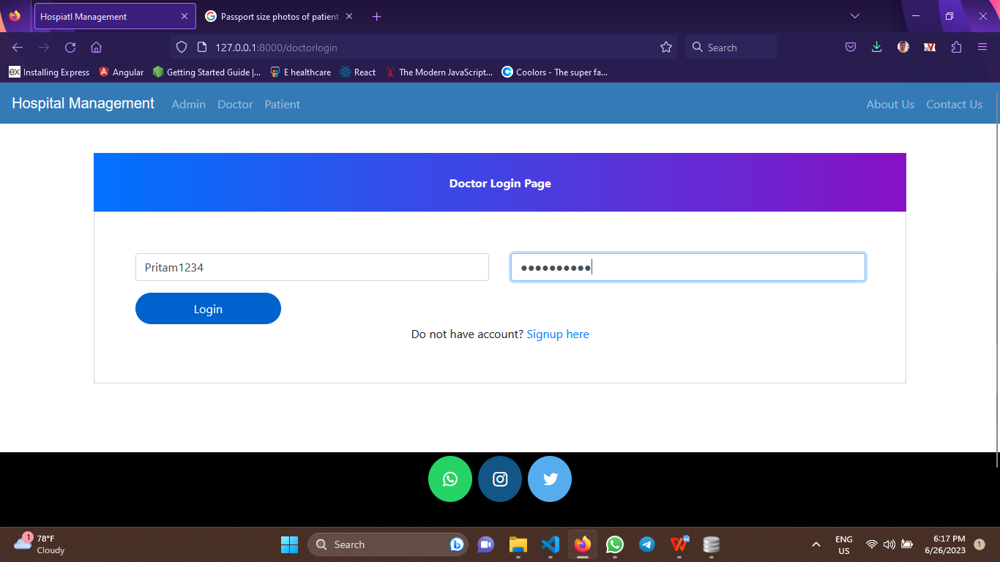 Hospiatl Management
Passport size photos of patient
127.0.0.1:8000/doctorlogin
Search
ex Installing Express
Angular
Getting Started Guide |...
E healthcare
React
The Modern JavaScript...
Coolors - The super fa...
Hospital Management Admin Doctor Patient About Us Contact Us
Doctor Login Page
Pritam1234 ••••••••••
Login
Do not have account? Signup here
1
78°F
Cloudy
Search
ENG
US
6:17 PM
6/26/2023
1